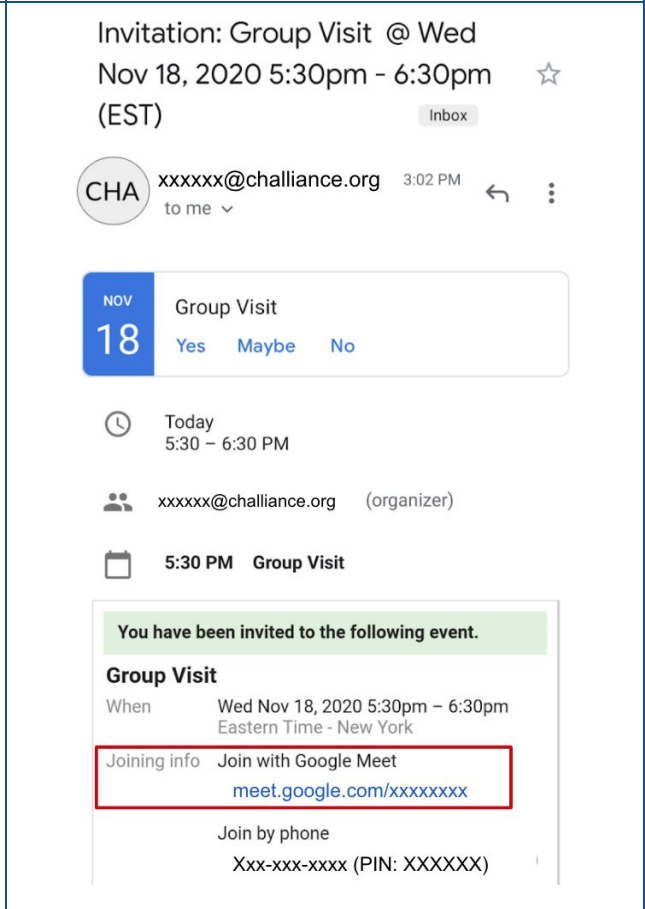 Invitation: Group Visit @ Wed
Nov 18, 2020 5:30pm - 6:30pm
(EST)
Inbox
CHA
xxxxxx@challiance.org 3:02 PM
to me
NOV
18
Group Visit
Yes Maybe No
Today
5:30 – 6:30 PM
xxxxxx@challiance.org (organizer)
5:30 PM Group Visit
You have been invited to the following event.
Group Visit
When Wed Nov 18, 2020 5:30pm – 6:30pm
Eastern Time - New York
Joining info Join with Google Meet
meet.google.com/xxxxxxxx
Join by phone
Xxx-xxx-xxxx (PIN: XXXXXX)